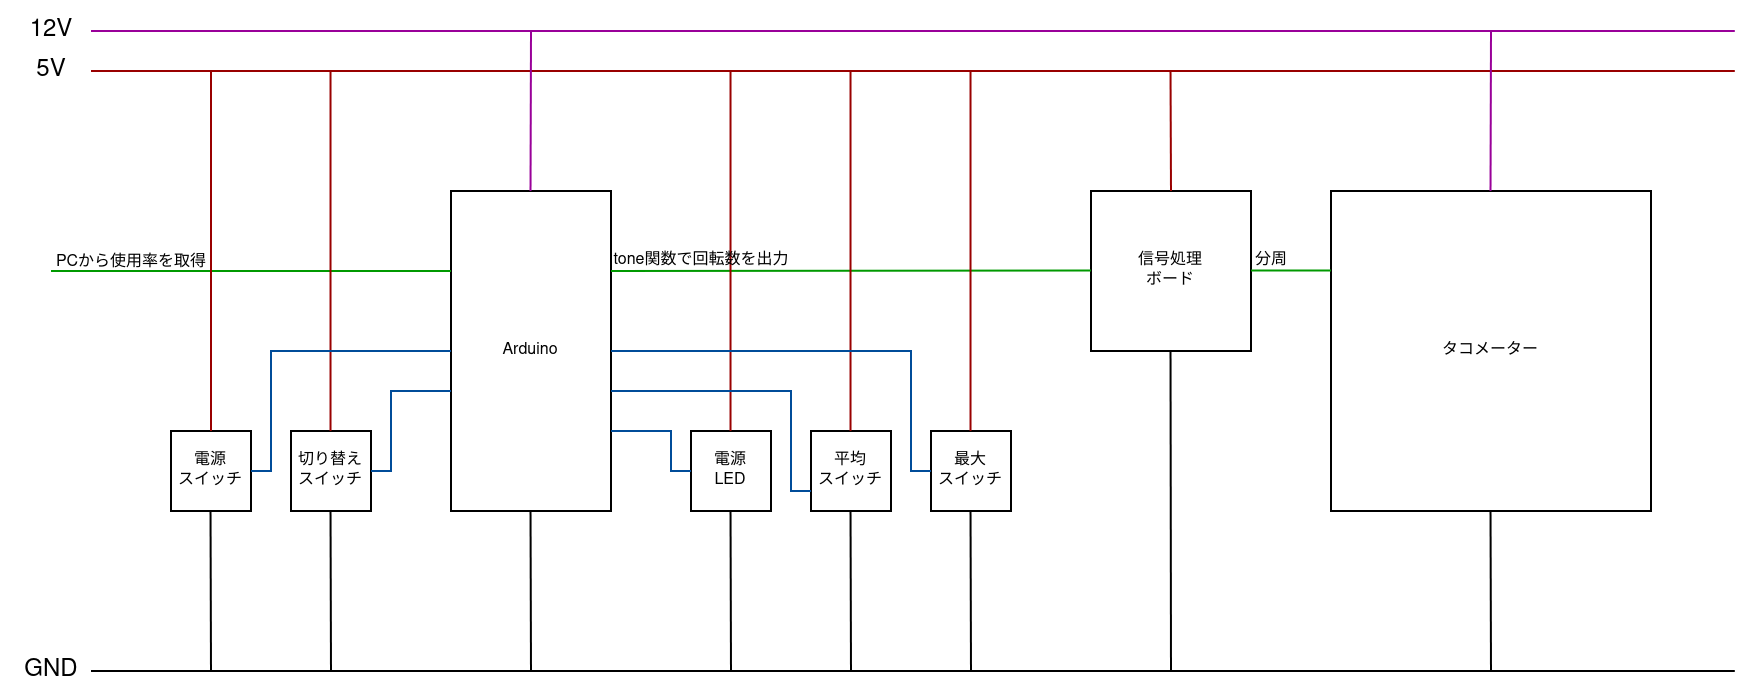 12V
5V
PCから使用率を取得
tone関数で回転数を出力
信号処理
ボード
分周
Arduino
タコメーター
電源
スイッチ
切り替え
スイッチ
電源
LED
平均
スイッチ
最大
スイッチ
GND